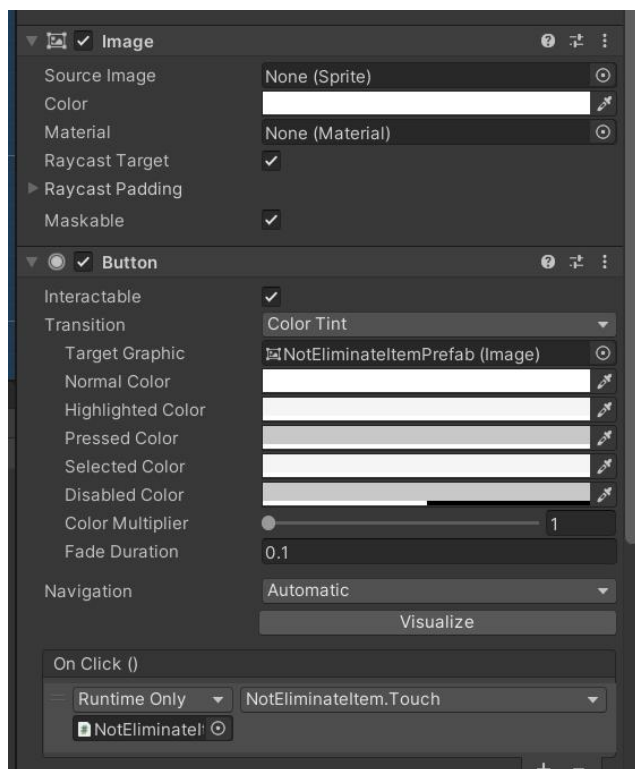 Image
Source Image None (Sprite)
Color
Material None (Material)
Raycast Target
Raycast Padding
Maskable
Button
Interactable
Transition Color Tint
Target Graphic NotEliminateItemPrefab (Image)
Normal Color
Highlighted Color
Pressed Color
Selected Color
Disabled Color
Color Multiplier 1
Fade Duration 0.1
Navigation Automatic
Visualize
On Click ()
Runtime Only NotEliminateItem.Touch
NotEliminateIt